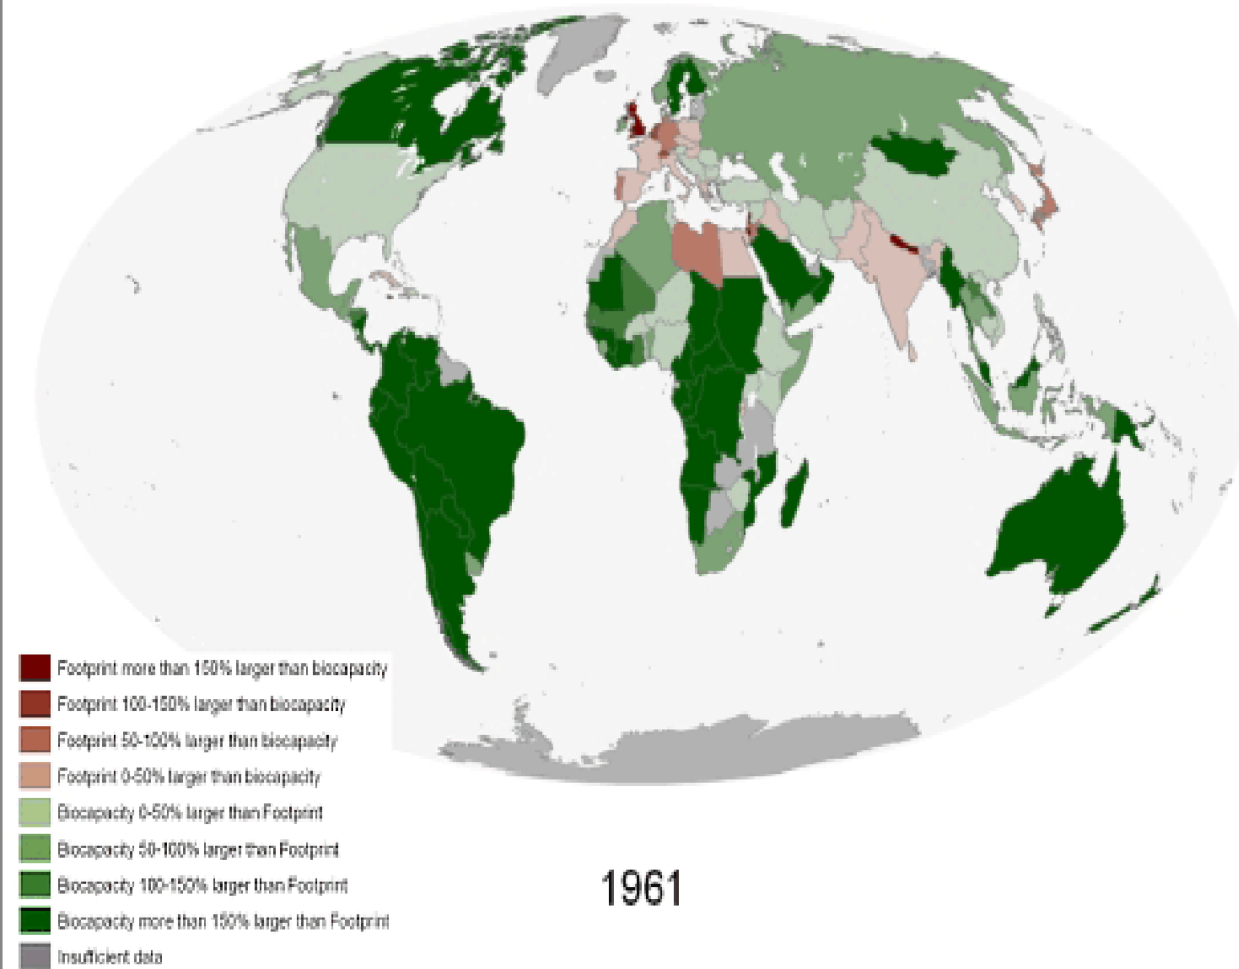 Footprint more than 150% larger than biocapacity
Footprint 100-150% larger than biocapacity
Footprint 50-100% larger than biocapacity
Footprint 0-50% larger than biocapacity
Biocapacity 0-50% larger than Footprint
Biocapacity 50-100% larger than Footprint
Biocapacity 100-150% larger than Footprint
Biocapacity more than 150% larger than Footprint
Insufficient data
1961